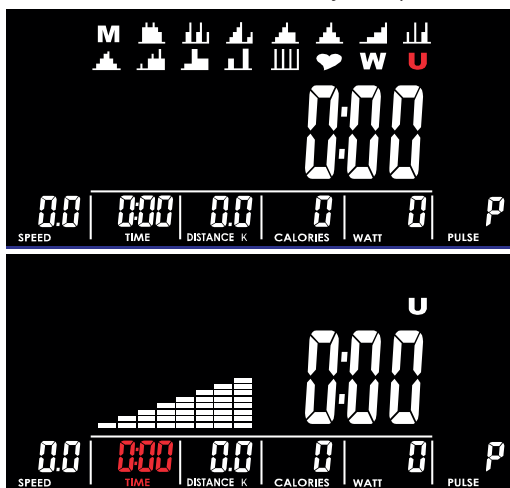 M
W U
0:00
0.0 0:00 0.0 0 0 P
SPEED TIME DISTANCE K CALORIES WATT PULSE
U
0:00
0.0 0:00 0.0 0 0 P
SPEED TIME DISTANCE K CALORIES WATT PULSE